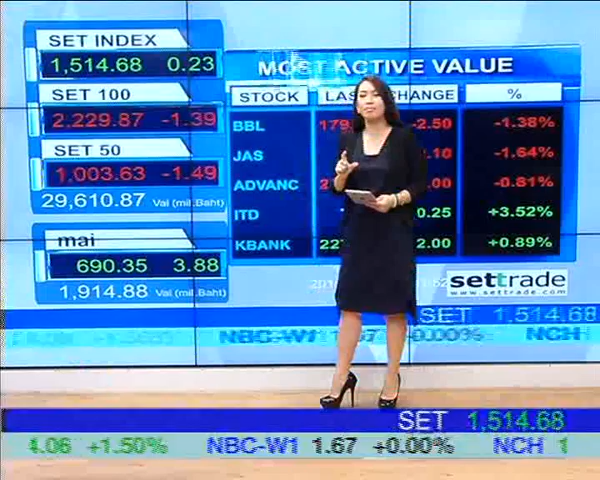 SET INDEX
1,514.68 0.23
SET 100
2,229.87 -1.39
SET 50
1,003.63 -1.49
29,610.87 Val (mil.Baht)
mai
690.35 3.88
1,914.88 Val (mil.Baht)
MOST ACTIVE VALUE
STOCK CHANGE %
BBL -2.50 -1.38%
JAS -1.64%
ADVANC -0.81%
ITD 0.25 +3.52%
KBANK 2.00 +0.89%
settrade
www.settrade.com
SET 1,514.68
NBC-W1 0.00% NCH
SET 1,514.68
4.06 +1.50% NBC-W1 1.67 +0.00% NCH 1